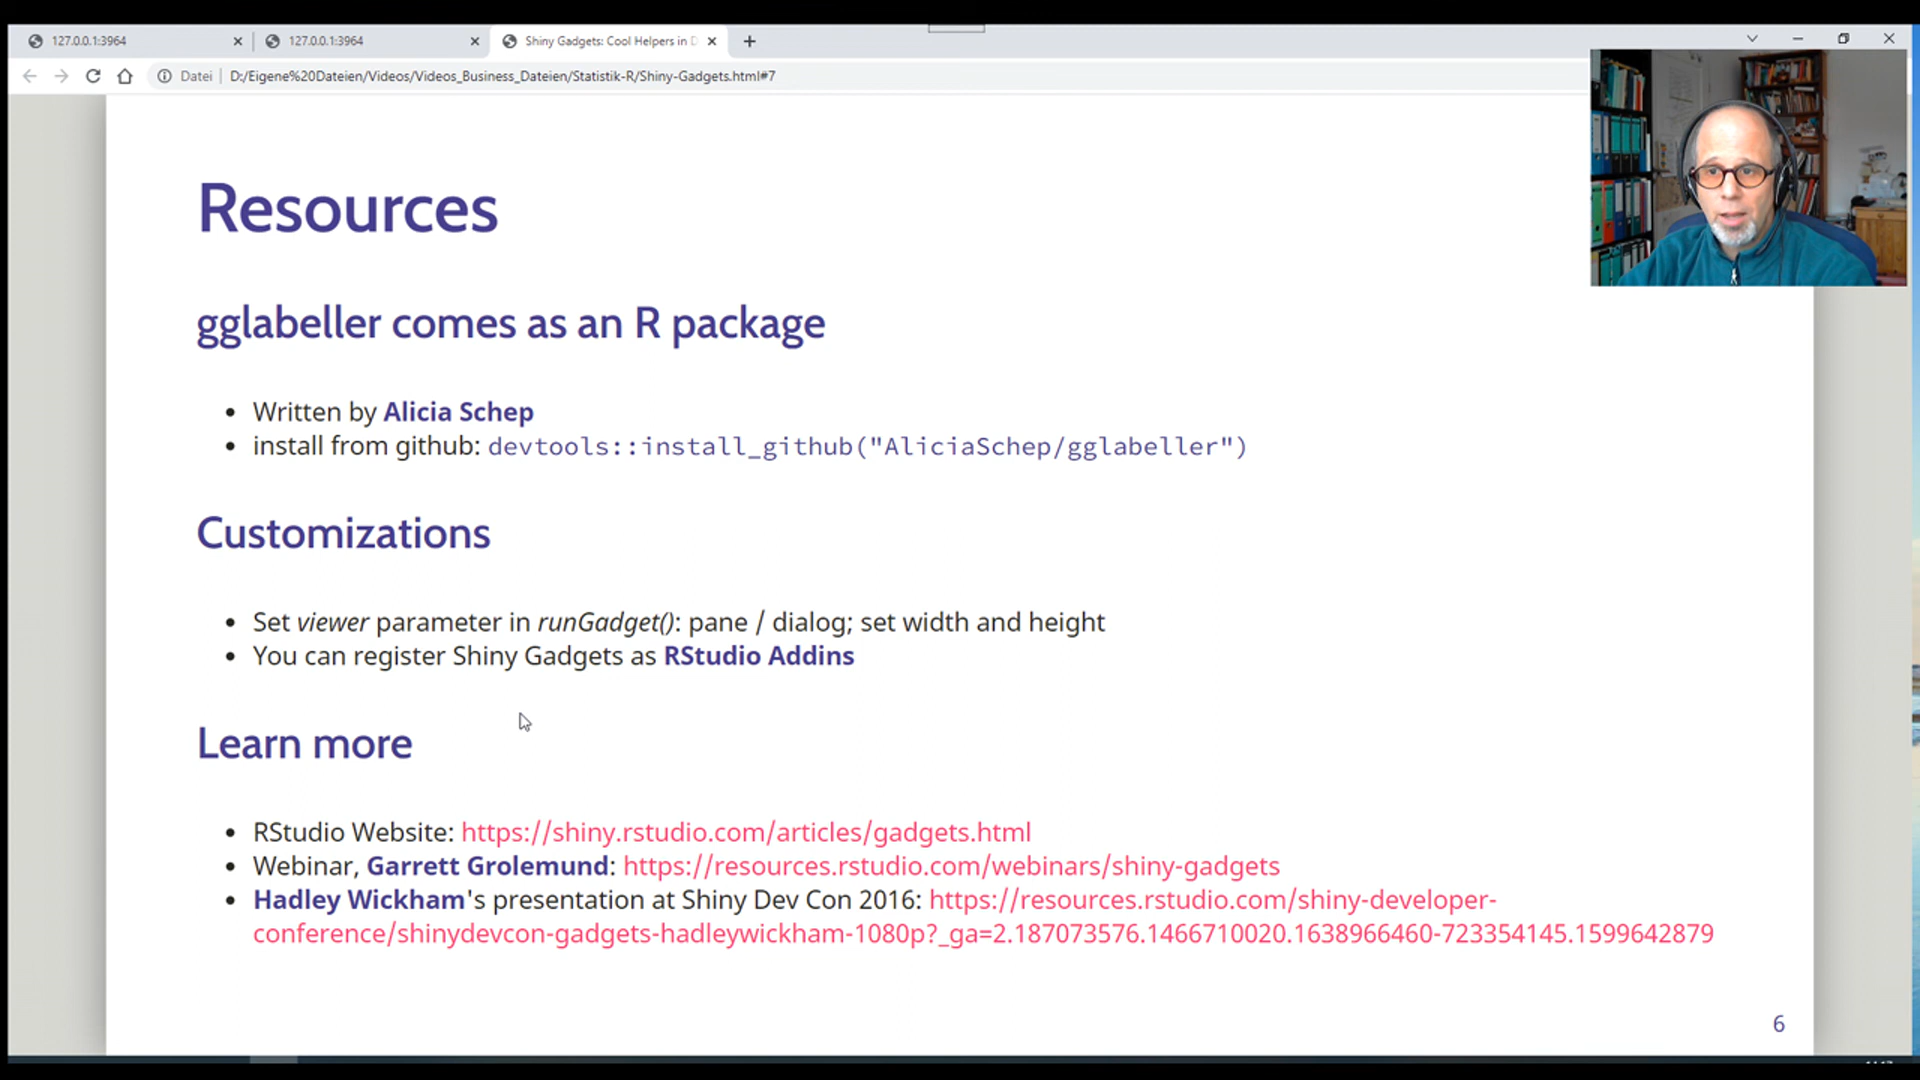 127.0.0.1:3964
127.0.0.1:3964
Shiny Gadgets: Cool Helpers in D
Datei
D:/Eigene%20Dateien/Videos/Videos_Business_Dateien/Statistik-R/Shiny-Gadgets.html#7
Resources
gglabeller comes as an R package
• Written by Alicia Schep
• install from github: devtools::install_github("AliciaSchep/gglabeller")
Customizations
• Set viewer parameter in runGadget(): pane / dialog; set width and height
• You can register Shiny Gadgets as RStudio Addins
Learn more
• RStudio Website: https://shiny.rstudio.com/articles/gadgets.html
• Webinar, Garrett Grolemund: https://resources.rstudio.com/webinars/shiny-gadgets
• Hadley Wickham's presentation at Shiny Dev Con 2016: https://resources.rstudio.com/shiny-developer-
conference/shinydevcon-gadgets-hadleywickham-1080p?_ga=2.187073576.1466710020.1638966460-723354145.1599642879
6